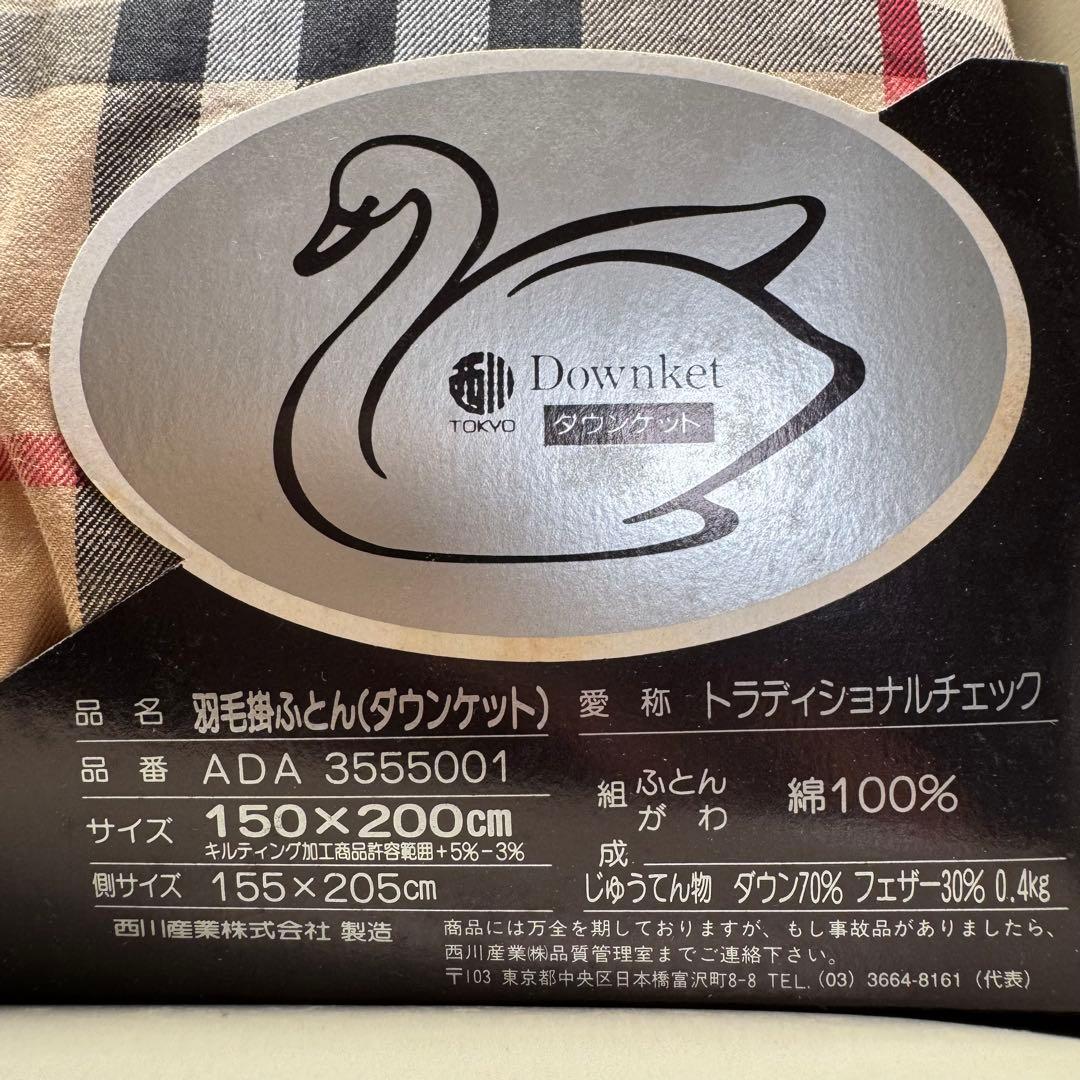 西川
TOKYO
Downket
ダウンケット
品名 羽毛掛ふとん(ダウンケット)
愛称 トラディショナルチェック
品番 ADA 3555001
サイズ 150×200cm
キルティング加工商品許容範囲+5%-3%
側サイズ 155×205cm
組成
ふとんがわ 綿100%
じゅうてん物 ダウン70% フェザー30% 0.4kg
西川産業株式会社 製造
商品には万全を期しておりますが、もし事故品がありましたら、
西川産業㈱品質管理室までご連絡下さい。
〒103 東京都中央区日本橋富沢町8-8 TEL. (03) 3664-8161 (代表)